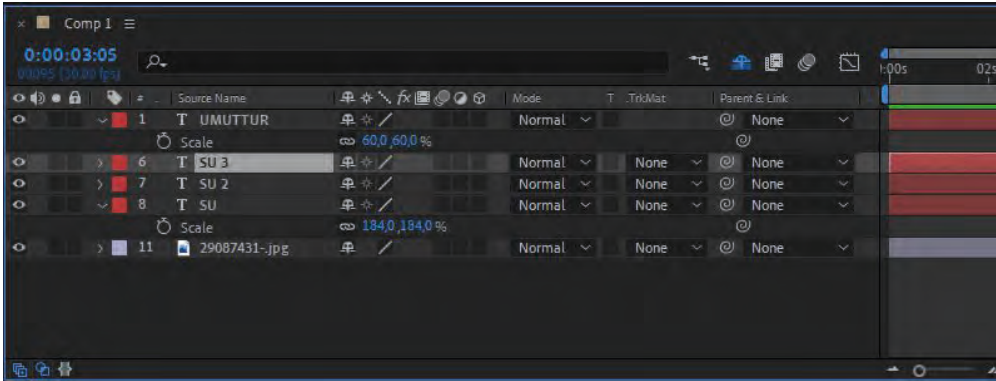 Comp 1
0:00:03:05
00095 (30.00 fps)
:00s 02s
# Source Name fx Mode T .TrkMat Parent & Link
1 T UMUTTUR Normal None
Scale 60,0 ,60,0 %
6 T SU 3 Normal None None
7 T SU 2 Normal None None
8 T SU Normal None None
Scale 184,0 ,184,0 %
11 29087431-.jpg Normal None None